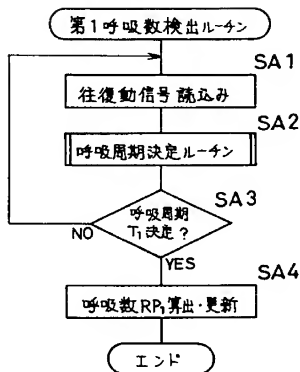 第1呼吸数検出ルーチン
SA1
往復動信号読込み
SA2
呼吸周期決定ルーチン
SA3
呼吸周期
T₁決定?
NO
YES
SA4
呼吸数RP₁算出・更新
エンド